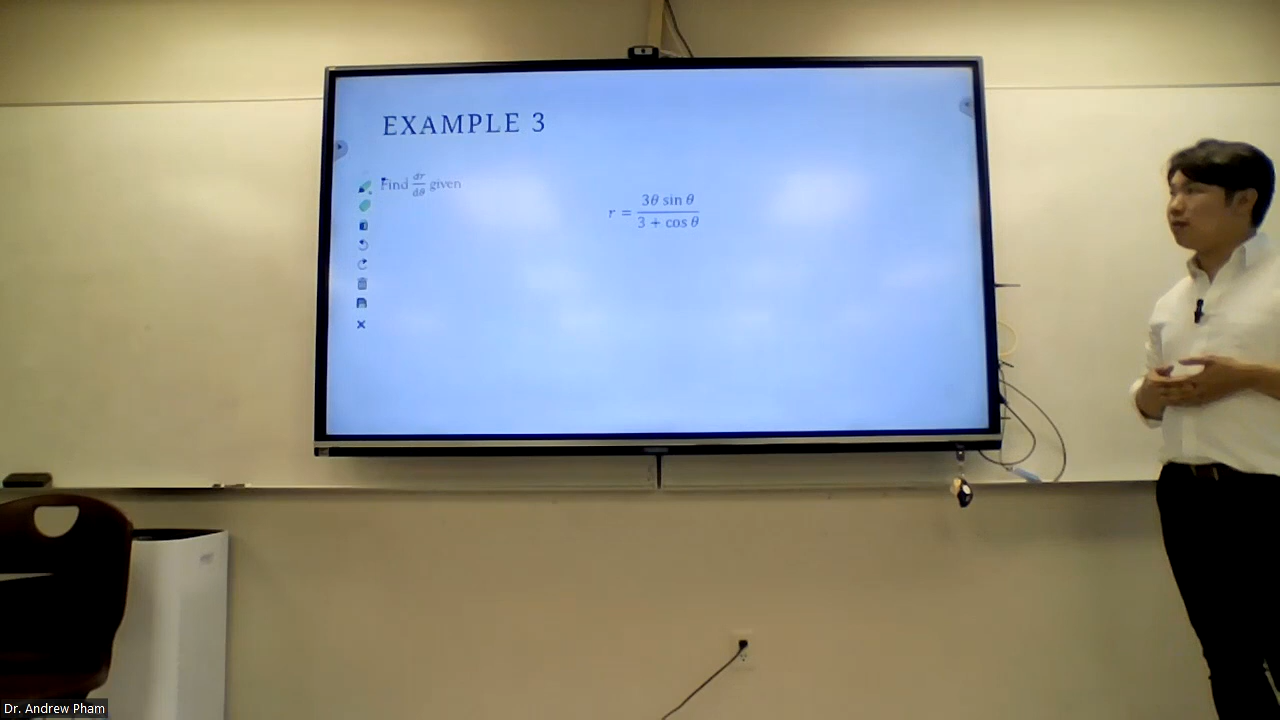 EXAMPLE 3
Find dr/dθ given
r = 3θ sin θ / 3 + cos θ
Dr. Andrew Pham